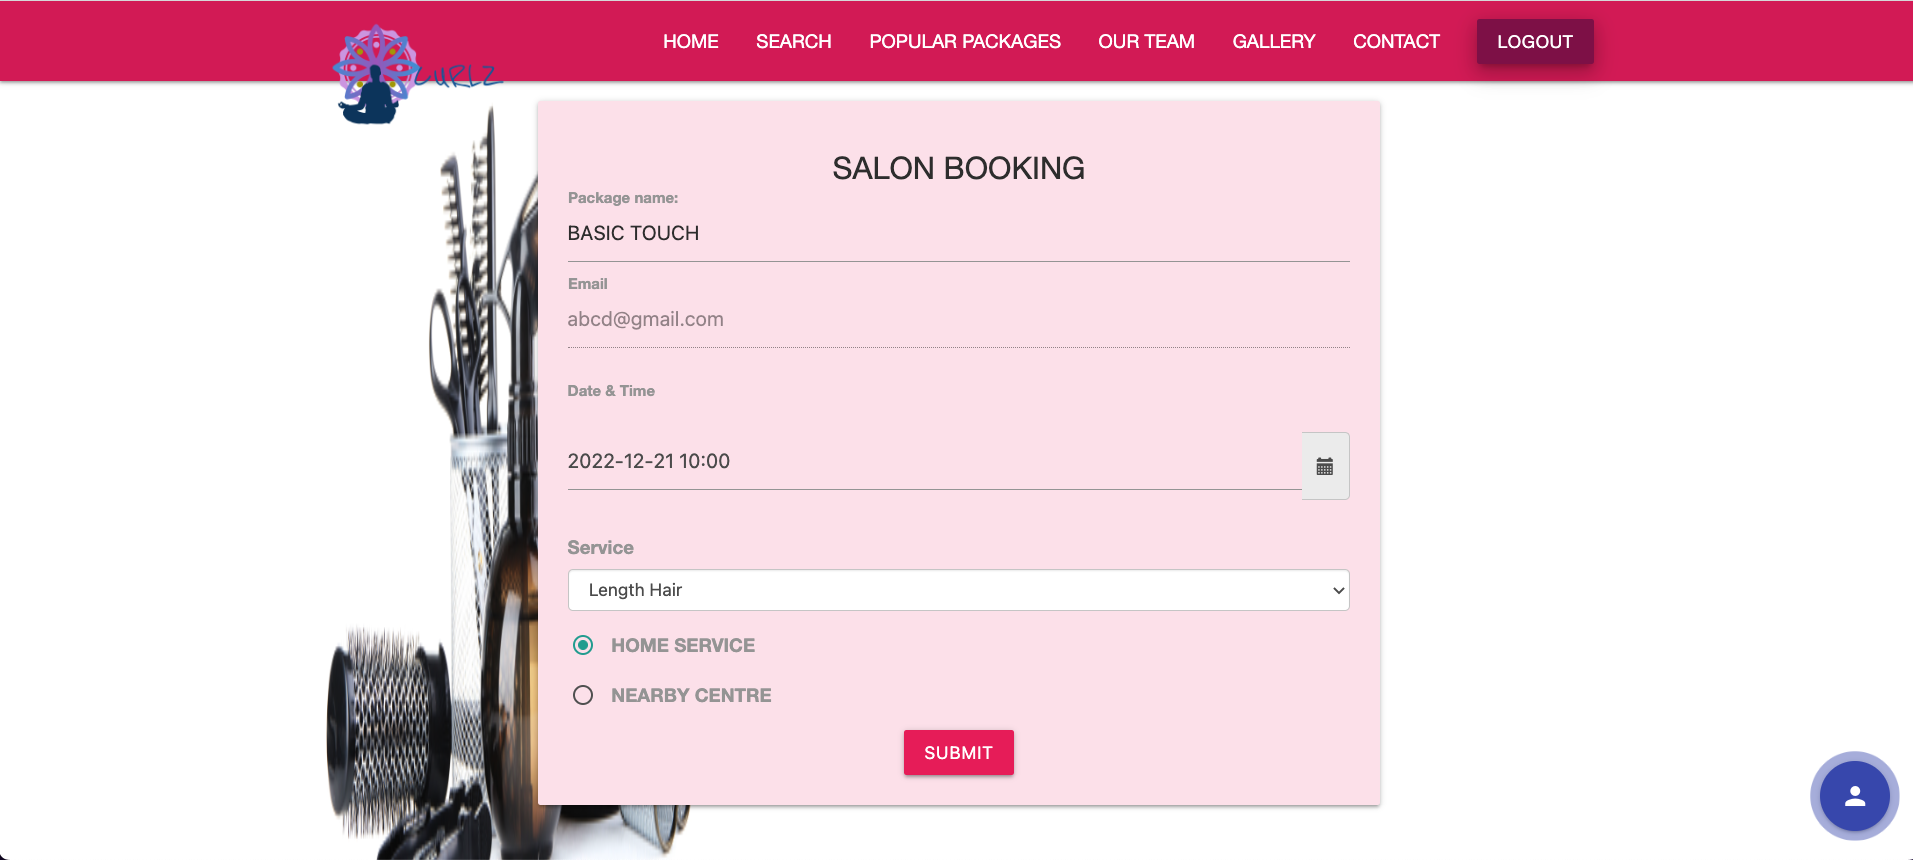 HOME SEARCH POPULAR PACKAGES OUR TEAM GALLERY CONTACT LOGOUT
CURLZ
SALON BOOKING
Package name:
BASIC TOUCH
Email
abcd@gmail.com
Date & Time
2022-12-21 10:00
Service
Length Hair
HOME SERVICE
NEARBY CENTRE
SUBMIT